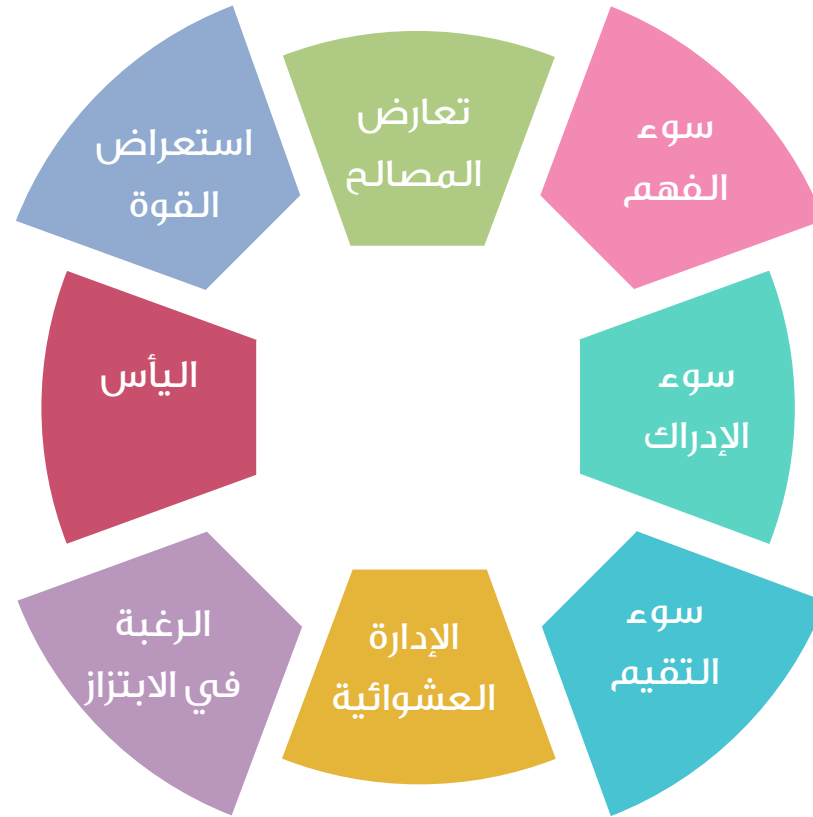 تعارض
المصالح
سوء
الفهم
سوء
الإدراك
سوء
التقيم
الإدارة
العشوائية
الرغبة
في الابتزاز
اليأس
استعراض
القوة